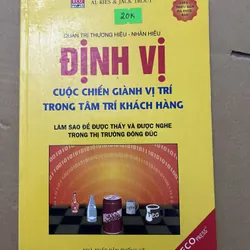 AL RIES & JACK TROUT
20k
QUẢN TRỊ THƯƠNG HIỆU - NHÃN HIỆU
ĐỊNH VỊ
CUỘC CHIẾN GIÀNH VỊ TRÍ
TRONG TÂM TRÍ KHÁCH HÀNG
LÀM SAO ĐỂ ĐƯỢC THẤY VÀ ĐƯỢC NGHE
TRONG THỊ TRƯỜNG ĐÔNG ĐÚC